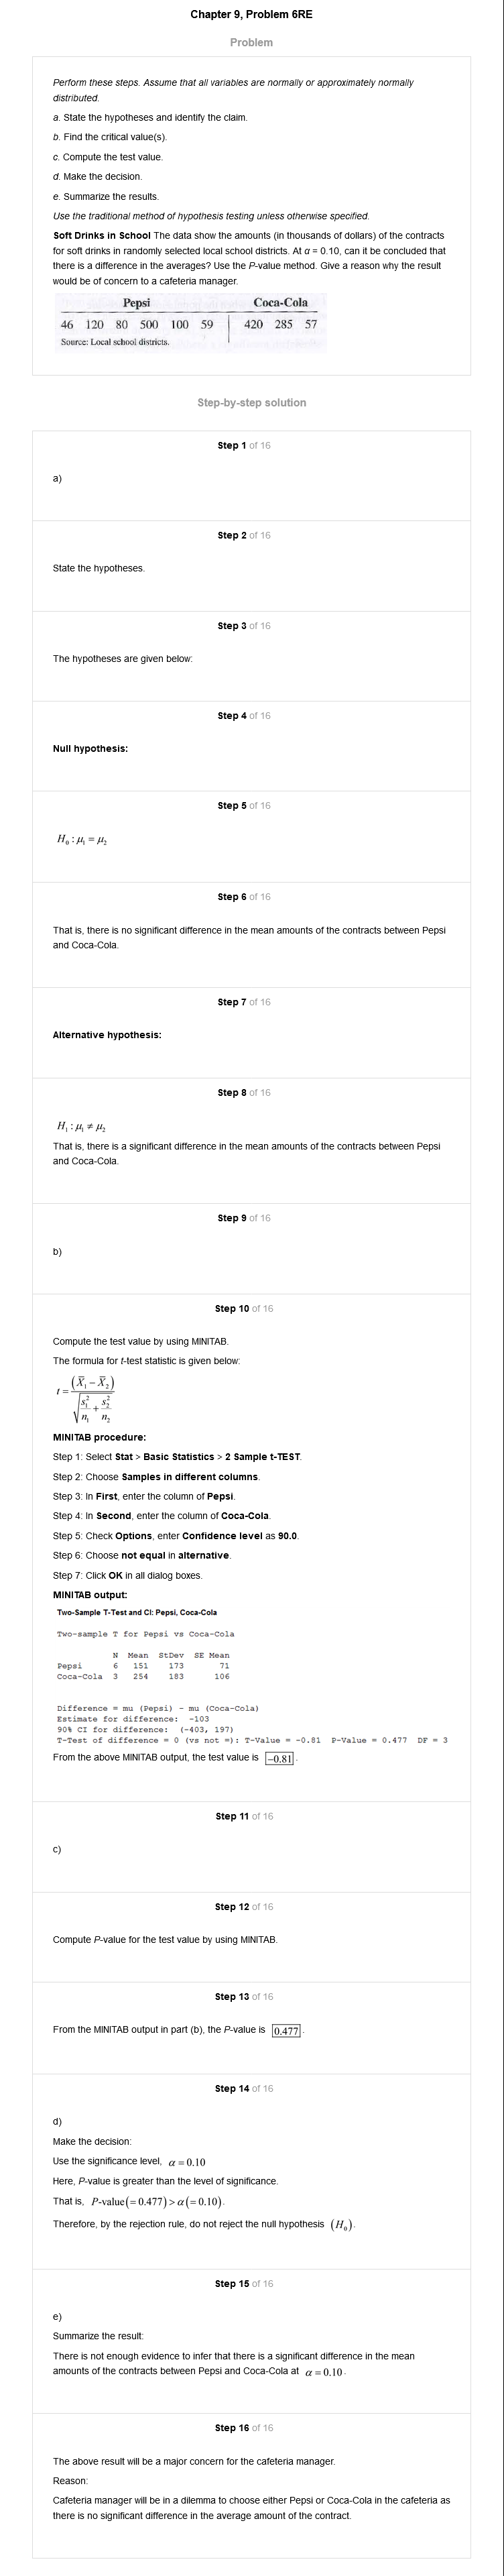 Chapter 9, Problem 6RE
Problem
Perform these steps. Assume that all variables are normally or approximately normally
distributed.
a. State the hypotheses and identify the claim.
b. Find the critical value(s).
c. Compute the test value.
d. Make the decision.
e. Summarize the results.
Use the traditional method of hypothesis testing unless otherwise specified.
Soft Drinks in School The data show the amounts (in thousands of dollars) of the contracts
for soft drinks in randomly selected local school districts. At α = 0.10, can it be concluded that
there is a difference in the averages? Use the P-value method. Give a reason why the result
would be of concern to a cafeteria manager.
Pepsi Coca-Cola
46 120 80 500 100 59 420 285 57
Source: Local school districts.
Step-by-step solution
Step 1 of 16
a)
Step 2 of 16
State the hypotheses.
Step 3 of 16
The hypotheses are given below:
Step 4 of 16
Null hypothesis:
Step 5 of 16
H₀ : μ₁ = μ₂
Step 6 of 16
That is, there is no significant difference in the mean amounts of the contracts between Pepsi
and Coca-Cola.
Step 7 of 16
Alternative hypothesis:
Step 8 of 16
H₁ : μ₁ ≠ μ₂
That is, there is a significant difference in the mean amounts of the contracts between Pepsi
and Coca-Cola.
Step 9 of 16
b)
Step 10 of 16
Compute the test value by using MINITAB.
The formula for t-test statistic is given below:
t = (X̄₁ − X̄₂) / √(s₁²/n₁ + s₂²/n₂)
MINITAB procedure:
Step 1: Select Stat > Basic Statistics > 2 Sample t-TEST.
Step 2: Choose Samples in different columns.
Step 3: In First, enter the column of Pepsi.
Step 4: In Second, enter the column of Coca-Cola.
Step 5: Check Options, enter Confidence level as 90.0.
Step 6: Choose not equal in alternative.
Step 7: Click OK in all dialog boxes.
MINITAB output:
Two-Sample T-Test and CI: Pepsi, Coca-Cola
Two-sample T for Pepsi vs Coca-Cola
N Mean StDev SE Mean
Pepsi 6 151 173 71
Coca-Cola 3 254 183 106
Difference = mu (Pepsi) - mu (Coca-Cola)
Estimate for difference: -103
90% CI for difference: (-403, 197)
T-Test of difference = 0 (vs not =): T-Value = -0.81 P-Value = 0.477 DF = 3
From the above MINITAB output, the test value is −0.81.
Step 11 of 16
c)
Step 12 of 16
Compute P-value for the test value by using MINITAB.
Step 13 of 16
From the MINITAB output in part (b), the P-value is 0.477.
Step 14 of 16
d)
Make the decision:
Use the significance level, α = 0.10
Here, P-value is greater than the level of significance.
That is, P-value(= 0.477) > α(= 0.10).
Therefore, by the rejection rule, do not reject the null hypothesis (H₀).
Step 15 of 16
e)
Summarize the result:
There is not enough evidence to infer that there is a significant difference in the mean
amounts of the contracts between Pepsi and Coca-Cola at α = 0.10.
Step 16 of 16
The above result will be a major concern for the cafeteria manager.
Reason:
Cafeteria manager will be in a dilemma to choose either Pepsi or Coca-Cola in the cafeteria as
there is no significant difference in the average amount of the contract.